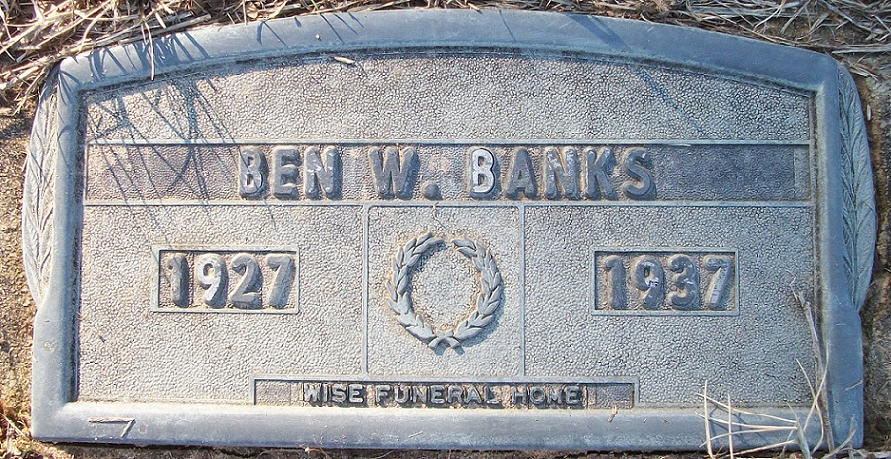 BEN W. BANKS
1927 1937
WISE FUNERAL HOME